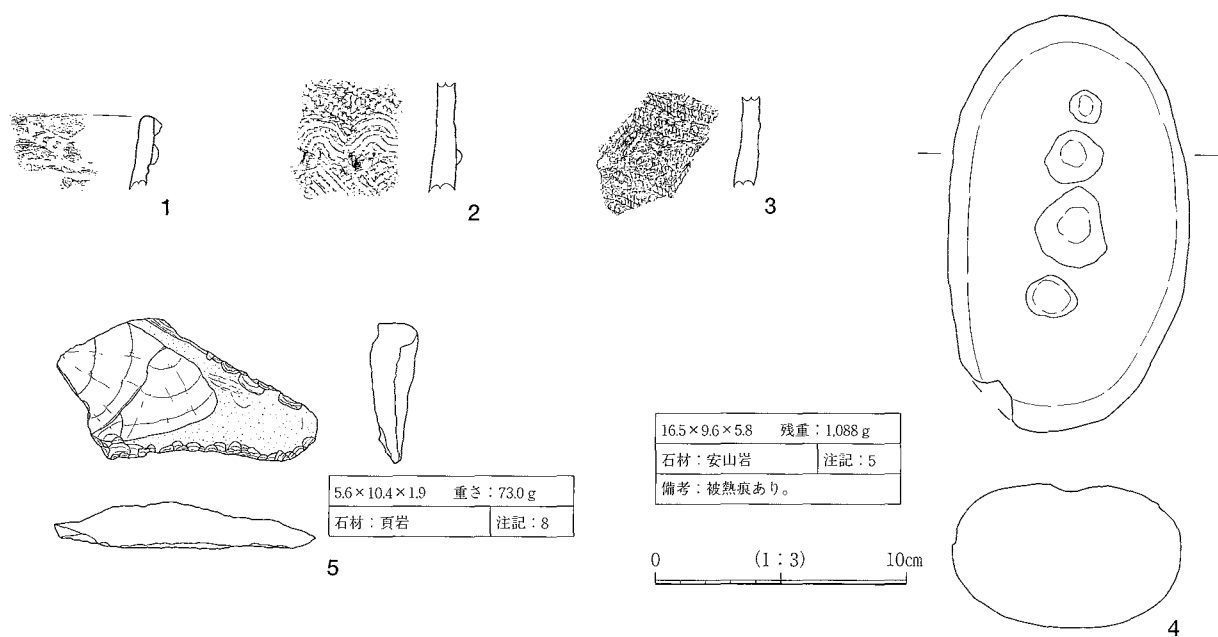 1
2
3
5.6×10.4×1.9 重さ：73.0g
石材：頁岩 注記：8
5
16.5×9.6×5.8 残重：1,088g
石材：安山岩 注記：5
備考：被熱痕あり。
0 (1：3) 10cm
4